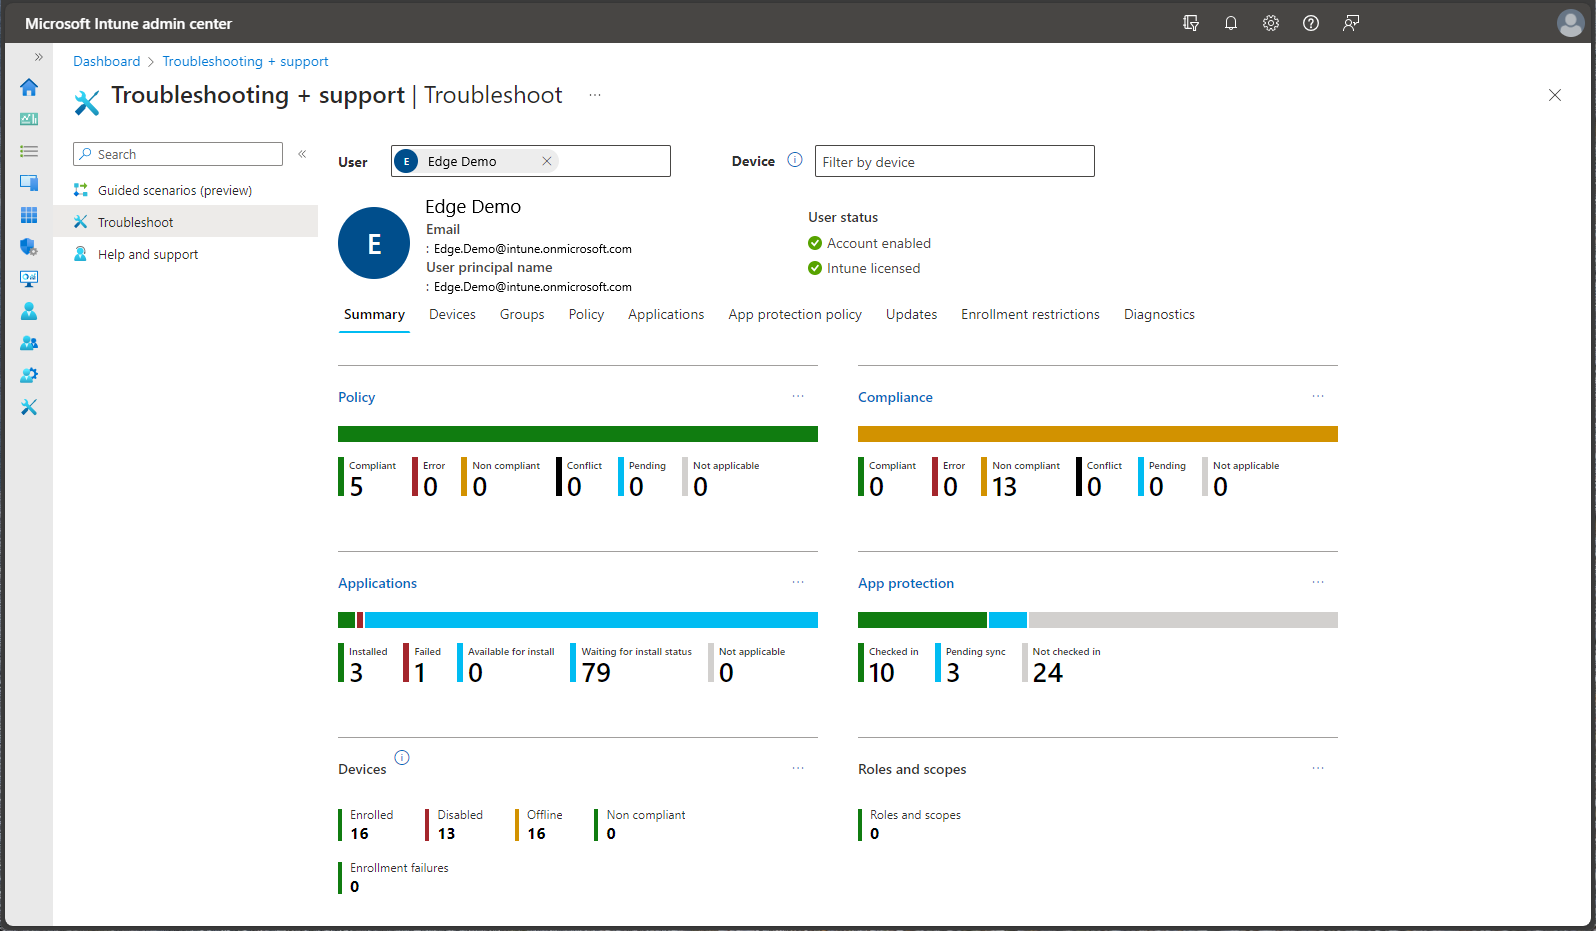 Microsoft Intune admin center
Dashboard > Troubleshooting + support
Troubleshooting + support | Troubleshoot ...
Search
Guided scenarios (preview)
Troubleshoot
Help and support
User
E Edge Demo
Device
Filter by device
E
Edge Demo
Email
: Edge.Demo@intune.onmicrosoft.com
User principal name
: Edge.Demo@intune.onmicrosoft.com
User status
Account enabled
Intune licensed
Summary Devices Groups Policy Applications App protection policy Updates Enrollment restrictions Diagnostics
Policy ...
Compliant Error Non compliant Conflict Pending Not applicable
5 0 0 0 0 0
Compliance ...
Compliant Error Non compliant Conflict Pending Not applicable
0 0 13 0 0 0
Applications ...
Installed Failed Available for install Waiting for install status Not applicable
3 1 0 79 0
App protection ...
Checked in Pending sync Not checked in
10 3 24
Devices ...
Enrolled Disabled Offline Non compliant
16 13 16 0
Enrollment failures
0
Roles and scopes ...
Roles and scopes
0